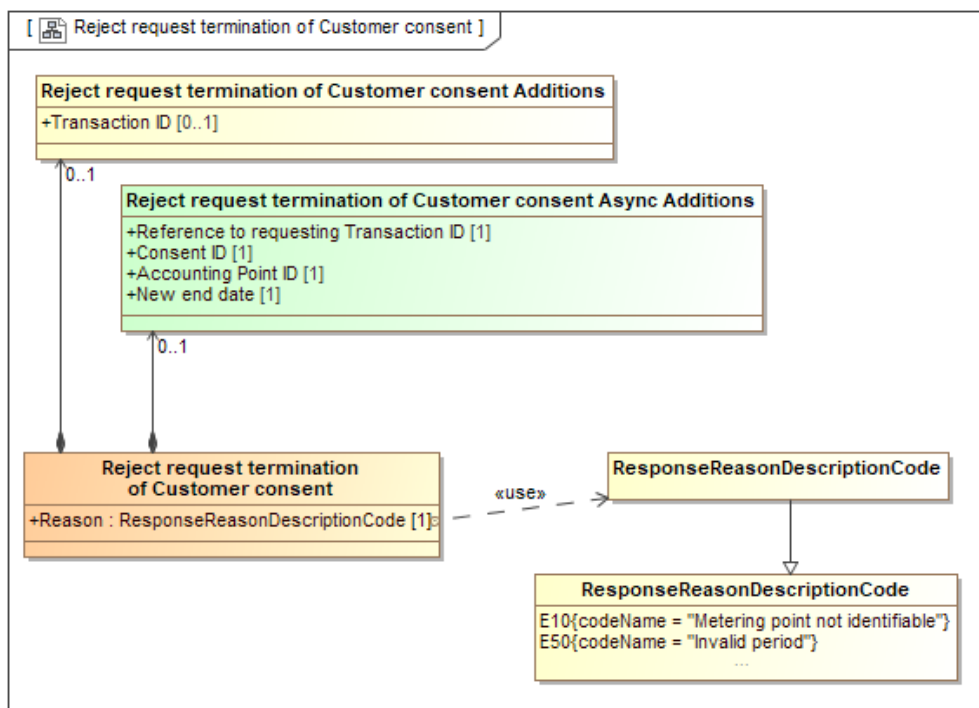 [ Reject request termination of Customer consent ]
Reject request termination of Customer consent Additions
+Transaction ID [0..1]
0..1
Reject request termination of Customer consent Async Additions
+Reference to requesting Transaction ID [1]
+Consent ID [1]
+Accounting Point ID [1]
+New end date [1]
0..1
Reject request termination
of Customer consent
+Reason : ResponseReasonDescriptionCode [1]
«use»
ResponseReasonDescriptionCode
ResponseReasonDescriptionCode
E10{codeName = "Metering point not identifiable"}
E50{codeName = "Invalid period"}
...